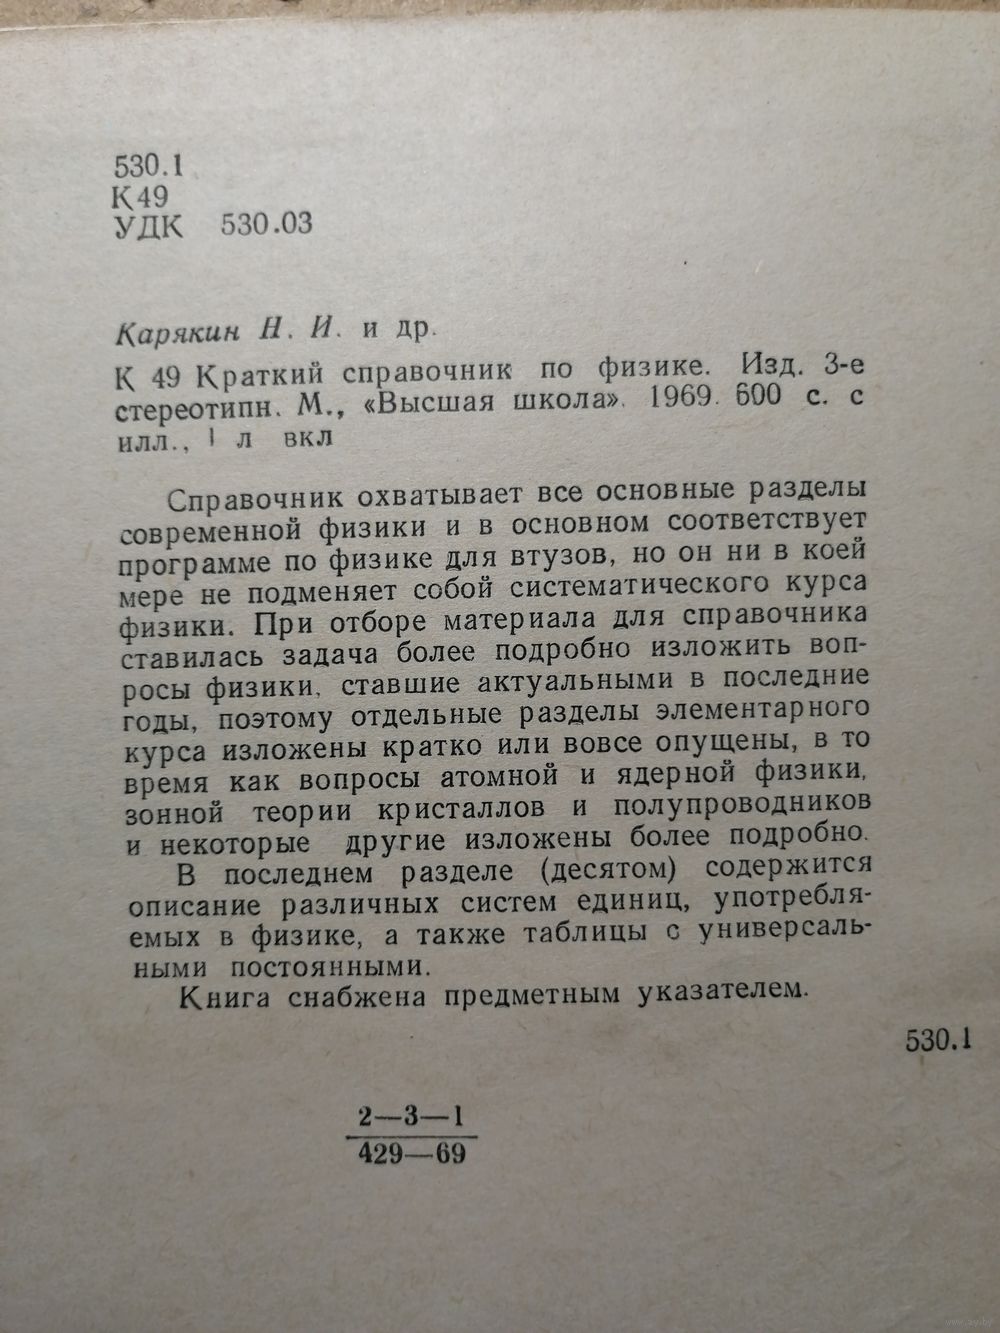 530.1
К 49
УДК 530.03
Карякин Н. И. и др.
К 49 Краткий справочник по физике. Изд. 3-е
стереотипн. М., «Высшая школа». 1969. 600 с. с
илл., 1 л вкл
Справочник охватывает все основные разделы
современной физики и в основном соответствует
программе по физике для втузов, но он ни в коей
мере не подменяет собой систематического курса
физики. При отборе материала для справочника
ставилась задача более подробно изложить воп-
росы физики, ставшие актуальными в последние
годы, поэтому отдельные разделы элементарного
курса изложены кратко или вовсе опущены, в то
время как вопросы атомной и ядерной физики,
зонной теории кристаллов и полупроводников
и некоторые другие изложены более подробно.
В последнем разделе (десятом) содержится
описание различных систем единиц, употребля-
емых в физике, а также таблицы с универсаль-
ными постоянными.
Книга снабжена предметным указателем.
530.1
2—3—1
429—69
www.ay.by